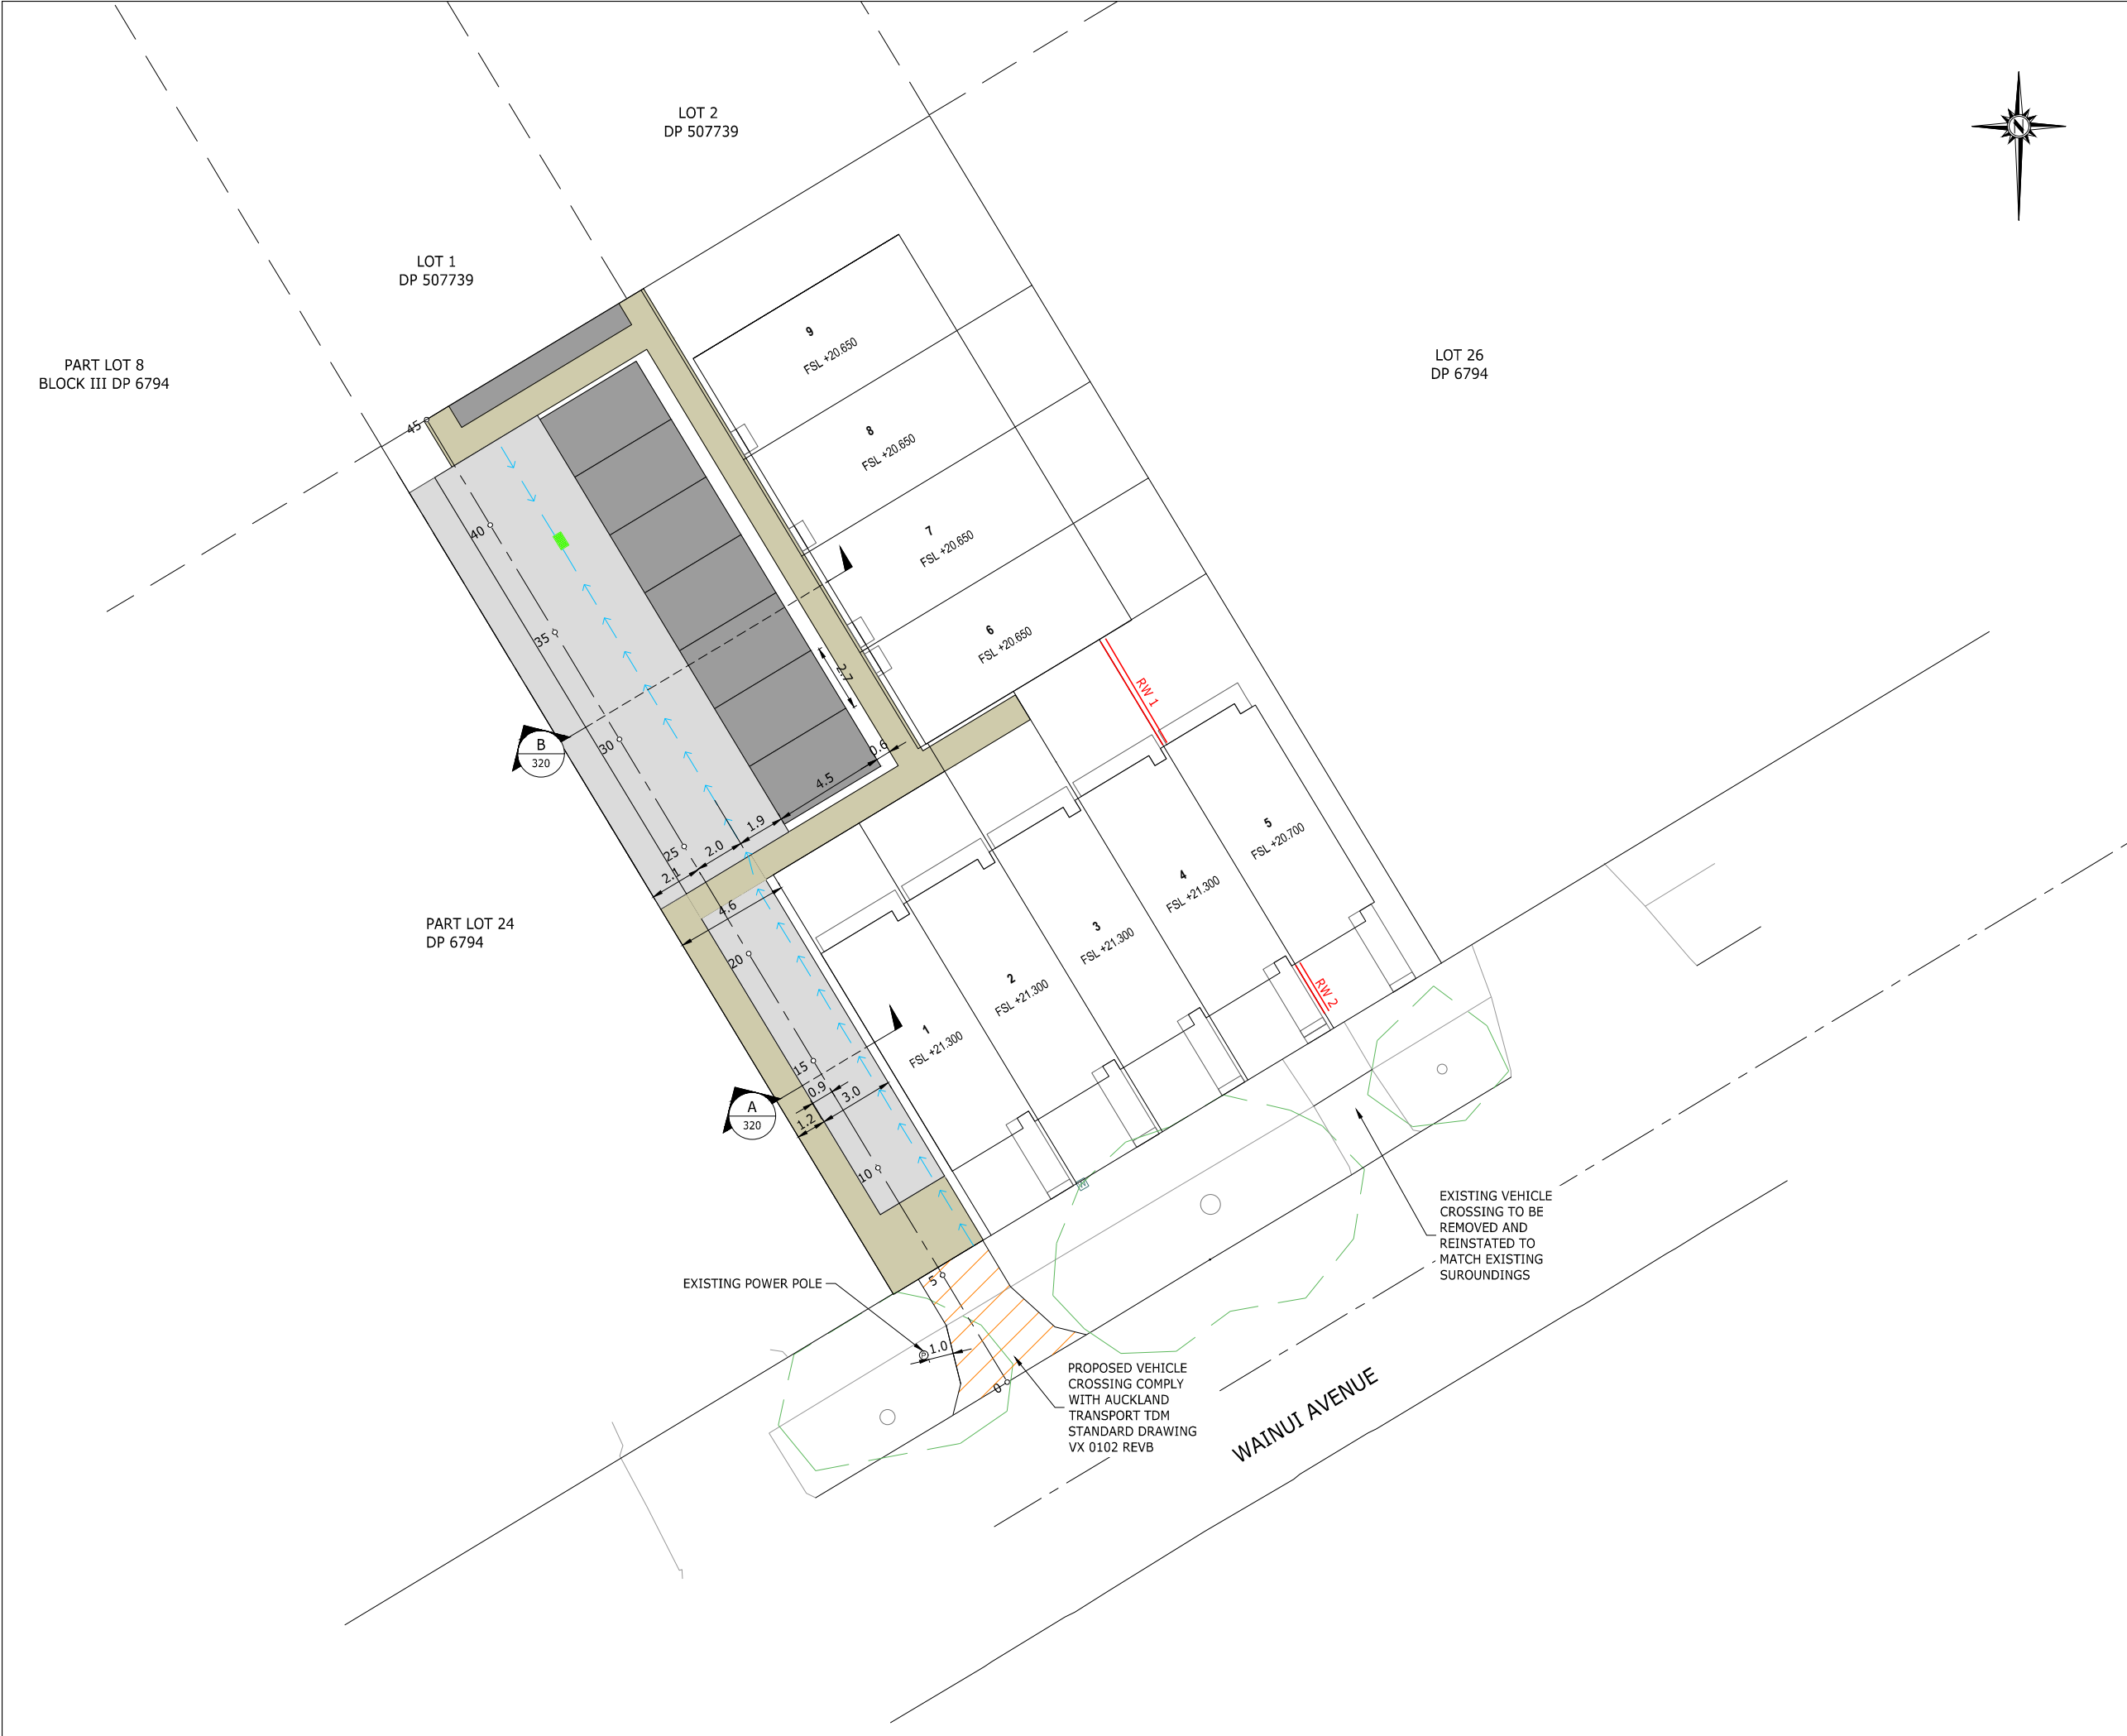 LOT 2
DP 507739
N
LOT 1
DP 507739
PART LOT 8
BLOCK III DP 6794
LOT 26
DP 6794
9
FSL +20.650
8
FSL +20.650
7
FSL +20.650
6
FSL +20.650
45
40
35
30
25
20
15
10
5
0
2.7
0.6
4.5
1.9
2.0
2.1
4.6
B
320
RW 1
5
FSL +20.700
4
FSL +21.300
3
FSL +21.300
2
FSL +21.300
1
FSL +21.300
RW 2
PART LOT 24
DP 6794
A
320
0.9
3.0
1.2
W
EXISTING VEHICLE
CROSSING TO BE
REMOVED AND
REINSTATED TO
MATCH EXISTING
SUROUNDINGS
EXISTING POWER POLE
P
1.0
PROPOSED VEHICLE
CROSSING COMPLY
WITH AUCKLAND
TRANSPORT TDM
STANDARD DRAWING
VX 0102 REVB
WAINUI AVENUE